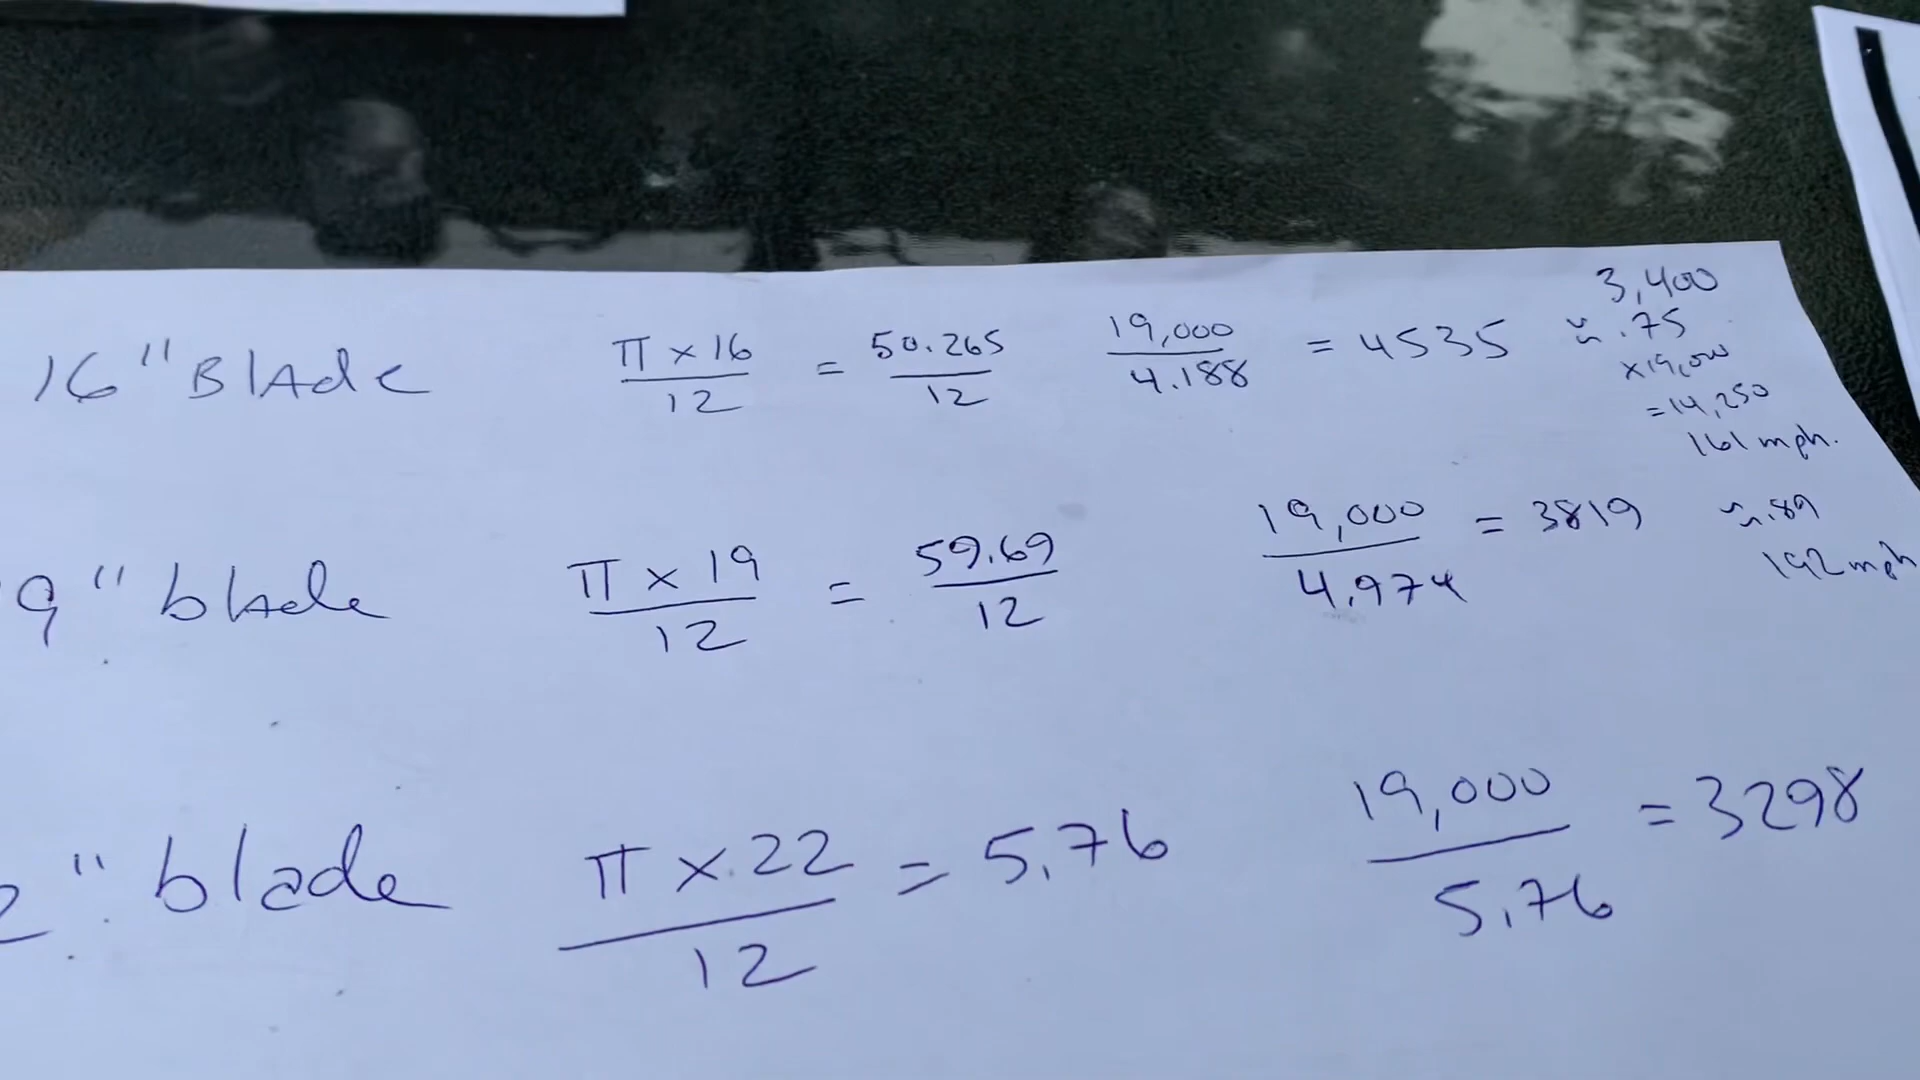 16" Blade π x 16 / 12 = 50.265 / 12 19,000 / 4.188 = 4535
3,400
≈ .75
x 19,000
= 14,250
161 mph.
9" blade π x 19 / 12 = 59.69 / 12 19,000 / 4.974 = 3819
≈ .89
192 mph
2" blade π x 22 / 12 = 5.76 19,000 / 5.76 = 3298